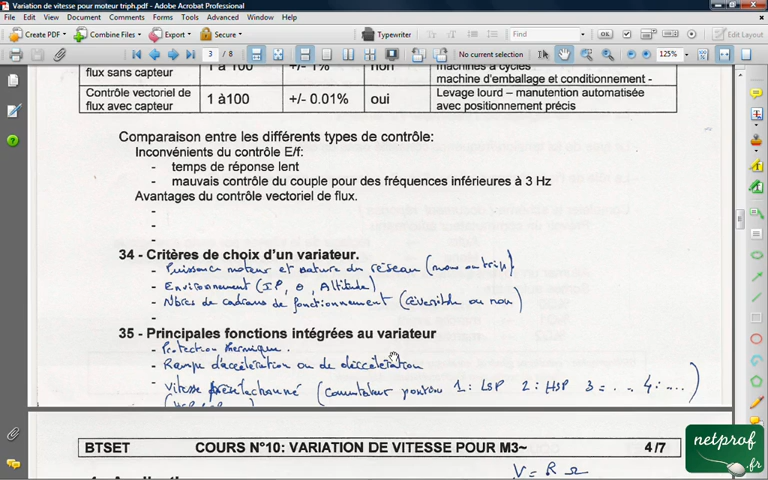 Variation de vitesse pour moteur triph.pdf - Adobe Acrobat Professional
File Edit View Document Comments Forms Tools Advanced Window Help
Create PDF Combine Files Export Secure Typewriter Find Edit Layout
3 / 8 No current selection 125%
flux sans capteur 1 à 100 +/- 1% non machines à cycles
machine d'emballage et conditionnement -
Contrôle vectoriel de flux avec capteur 1 à100 +/- 0.01% oui Levage lourd – manutention automatisée avec positionnement précis
Comparaison entre les différents types de contrôle:
Inconvénients du contrôle E/f:
- temps de réponse lent
- mauvais contrôle du couple pour des fréquences inférieures à 3 Hz
Avantages du contrôle vectoriel de flux.
-
-
-
34 - Critères de choix d'un variateur.
- Puissance moteur et nature du réseau (mono ou trip)
- Environnement (IP, θ, Altitude)
- Nbres de cadrans de fonctionnement (réversible ou non)
-
35 - Principales fonctions intégrées au variateur
- Protection thermique.
- Rampe d'accélération ou de décélération
- Vitesse préselectionné (Commutateur position 1: LSP 2: HSP 3 = ... 4: ....)
BTSET COURS N°10: VARIATION DE VITESSE POUR M3~ 4/7
V = R Ω
netprof
.fr